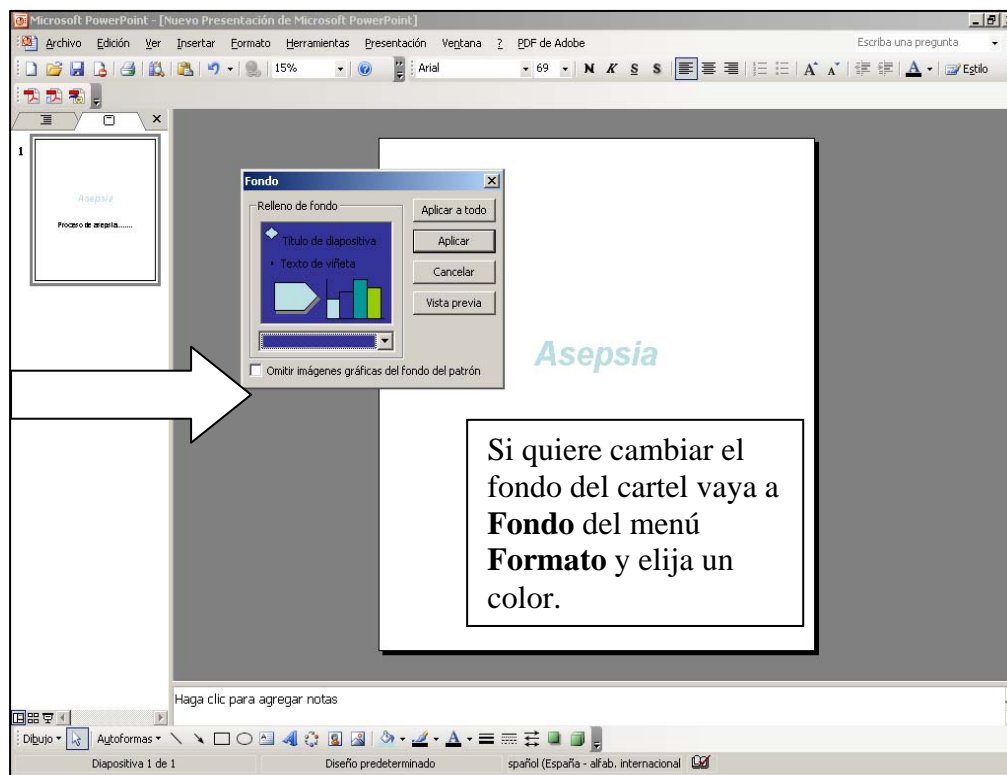 Microsoft PowerPoint - [Nuevo Presentación de Microsoft PowerPoint]
Archivo Edición Ver Insertar Formato Herramientas Presentación Ventana ? PDF de Adobe Escriba una pregunta
15% Arial 69 N K S S Estilo
1
Asepsia
Proceso de asepsia.......
Fondo
Relleno de fondo
Título de diapositiva
• Texto de viñeta
Aplicar a todo
Aplicar
Cancelar
Vista previa
Omitir imágenes gráficas del fondo del patrón
Asepsia
Si quiere cambiar el
fondo del cartel vaya a
Fondo del menú
Formato y elija un
color.
Haga clic para agregar notas
Dibujo Autoformas
Diapositiva 1 de 1 Diseño predeterminado spañol (España - alfab. internacional